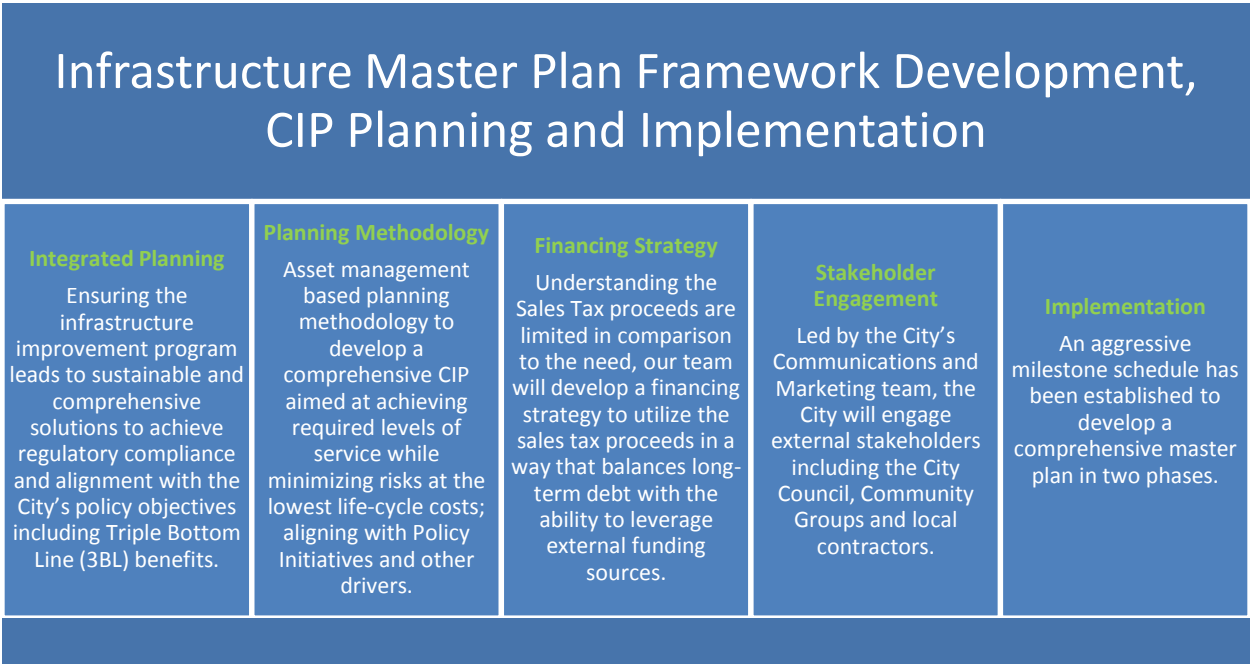 Infrastructure Master Plan Framework Development,
CIP Planning and Implementation
Integrated Planning
Ensuring the
infrastructure
improvement program
leads to sustainable and
comprehensive
solutions to achieve
regulatory compliance
and alignment with the
City's policy objectives
including Triple Bottom
Line (3BL) benefits.
Planning Methodology
Asset management
based planning
methodology to
develop a
comprehensive CIP
aimed at achieving
required levels of
service while
minimizing risks at the
lowest life-cycle costs;
aligning with Policy
Initiatives and other
drivers.
Financing Strategy
Understanding the
Sales Tax proceeds are
limited in comparison
to the need, our team
will develop a financing
strategy to utilize the
sales tax proceeds in a
way that balances long-
term debt with the
ability to leverage
external funding
sources.
Stakeholder
Engagement
Led by the City's
Communications and
Marketing team, the
City will engage
external stakeholders
including the City
Council, Community
Groups and local
contractors.
Implementation
An aggressive
milestone schedule has
been established to
develop a
comprehensive master
plan in two phases.